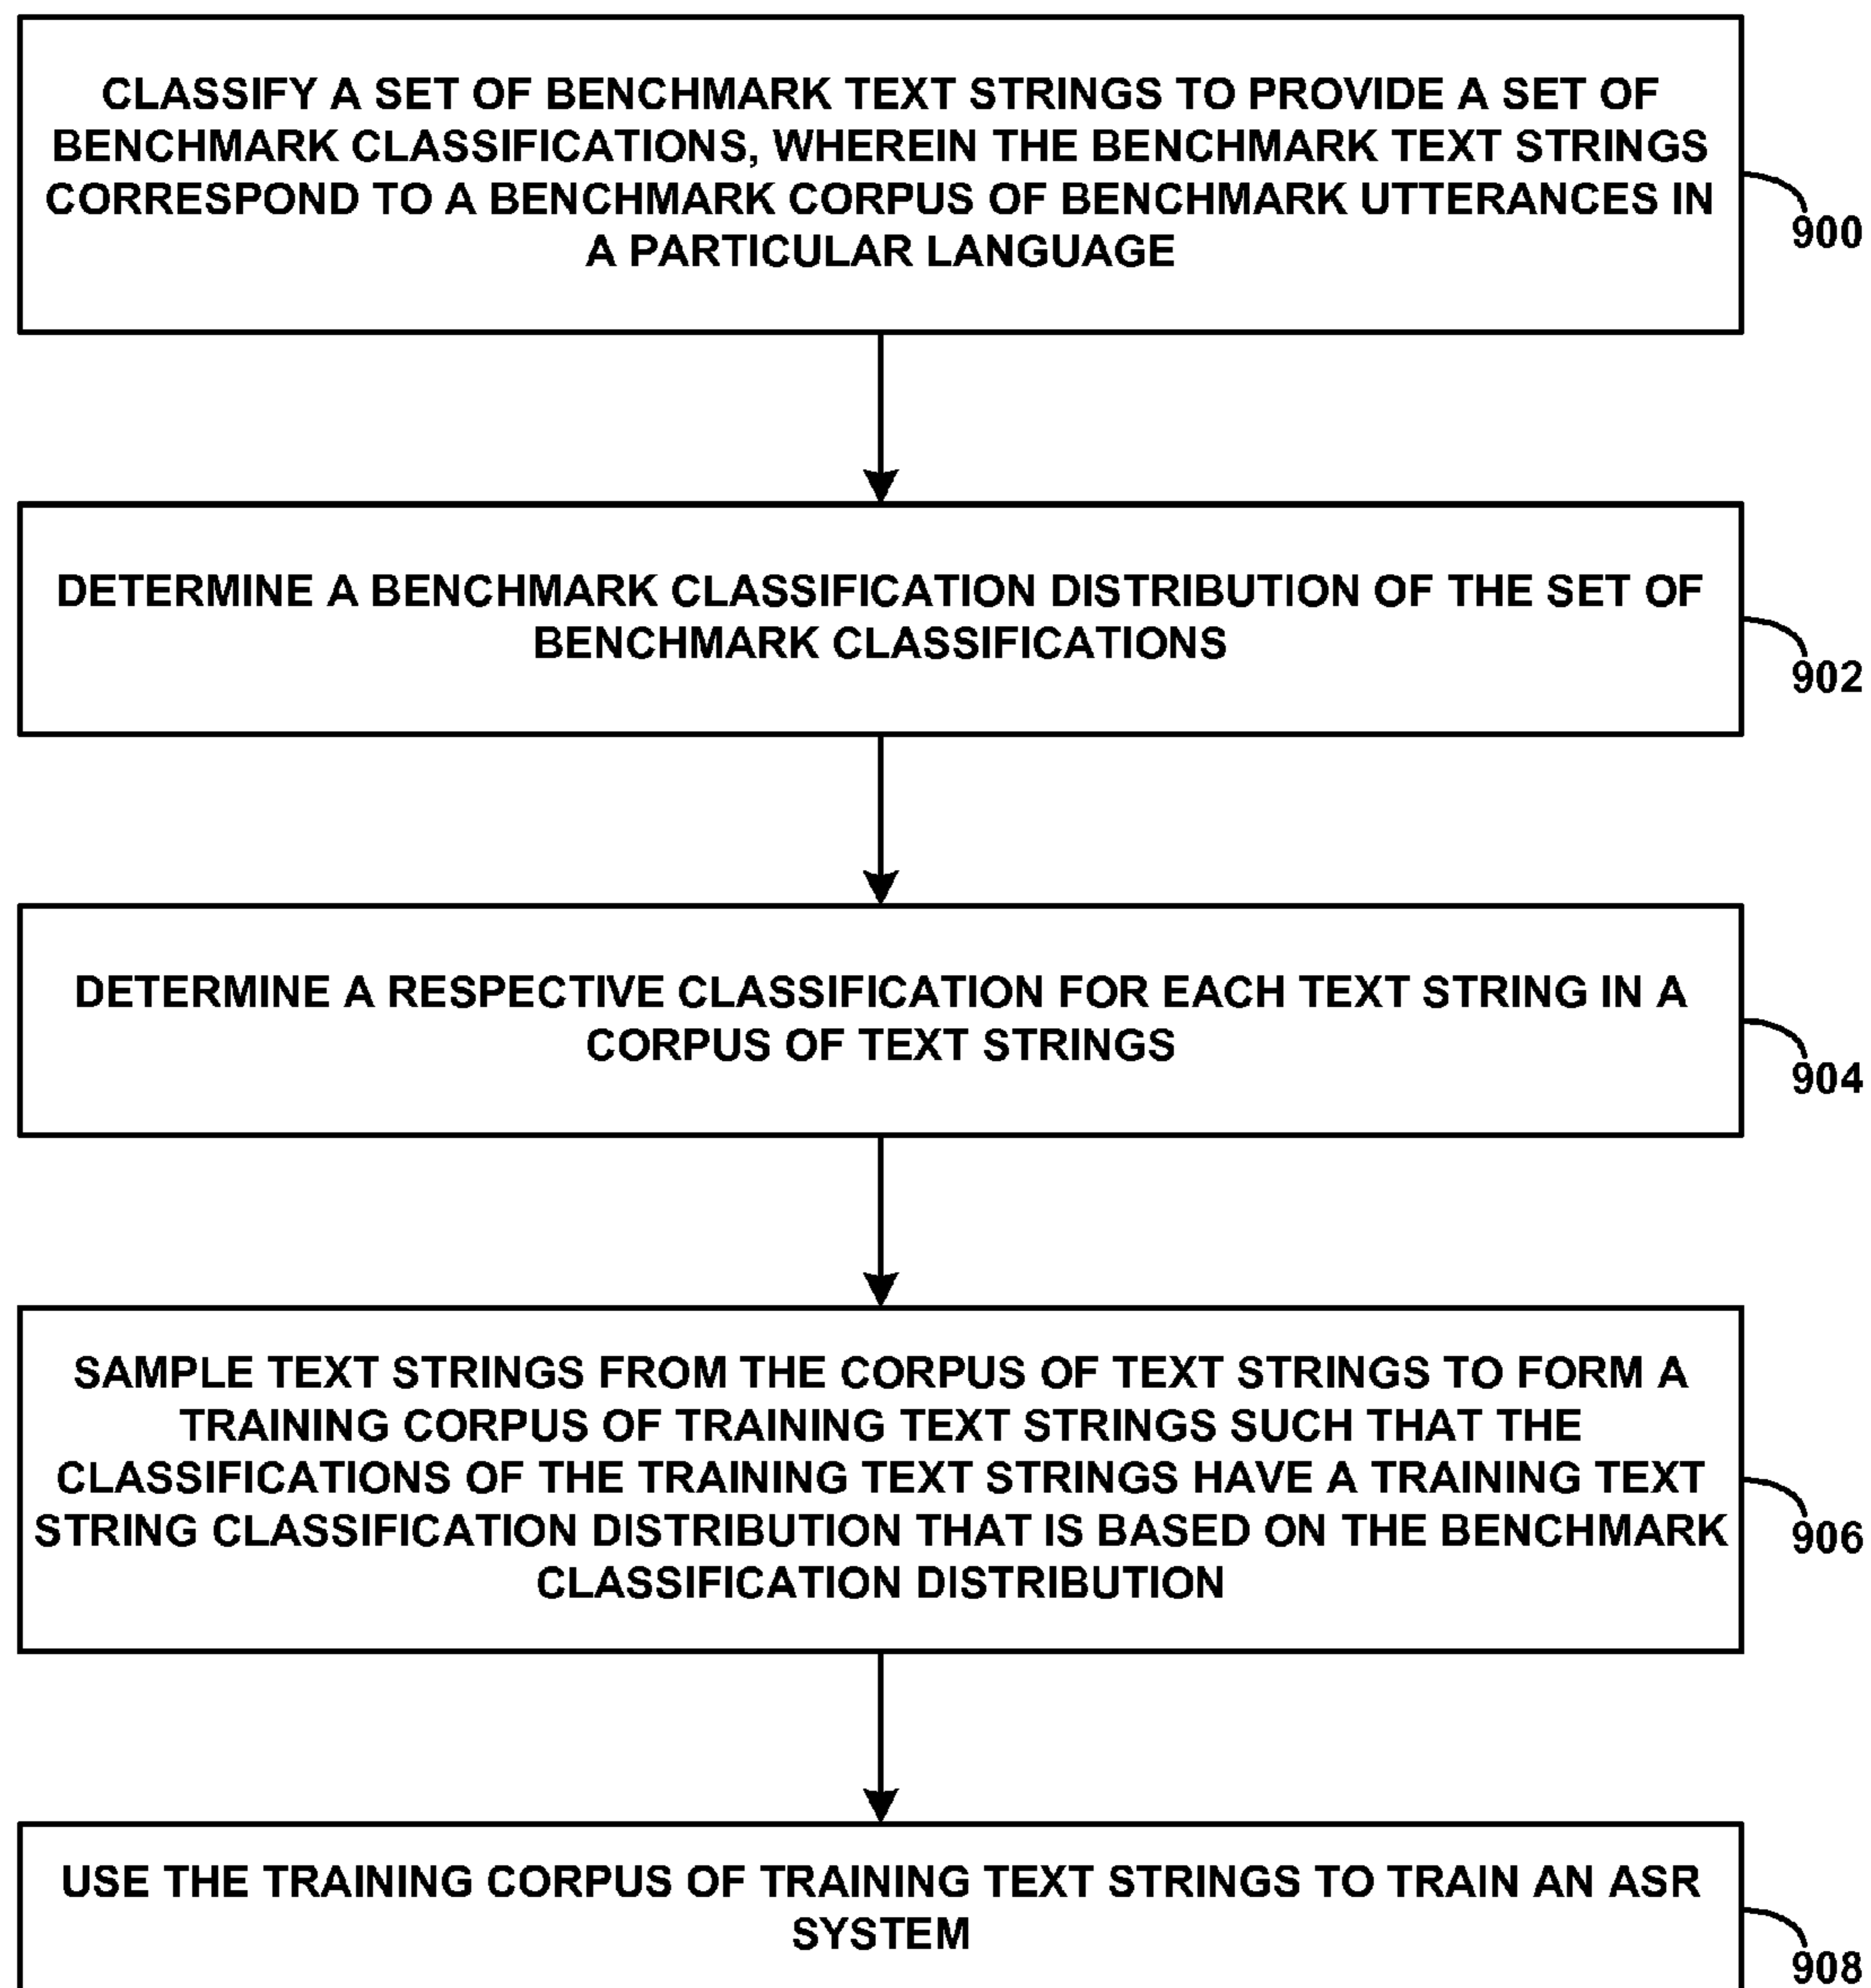 CLASSIFY A SET OF BENCHMARK TEXT STRINGS TO PROVIDE A SET OF
BENCHMARK CLASSIFICATIONS, WHEREIN THE BENCHMARK TEXT STRINGS
CORRESPOND TO A BENCHMARK CORPUS OF BENCHMARK UTTERANCES IN
A PARTICULAR LANGUAGE
900
DETERMINE A BENCHMARK CLASSIFICATION DISTRIBUTION OF THE SET OF
BENCHMARK CLASSIFICATIONS
902
DETERMINE A RESPECTIVE CLASSIFICATION FOR EACH TEXT STRING IN A
CORPUS OF TEXT STRINGS
904
SAMPLE TEXT STRINGS FROM THE CORPUS OF TEXT STRINGS TO FORM A
TRAINING CORPUS OF TRAINING TEXT STRINGS SUCH THAT THE
CLASSIFICATIONS OF THE TRAINING TEXT STRINGS HAVE A TRAINING TEXT
STRING CLASSIFICATION DISTRIBUTION THAT IS BASED ON THE BENCHMARK
CLASSIFICATION DISTRIBUTION
906
USE THE TRAINING CORPUS OF TRAINING TEXT STRINGS TO TRAIN AN ASR
SYSTEM
908